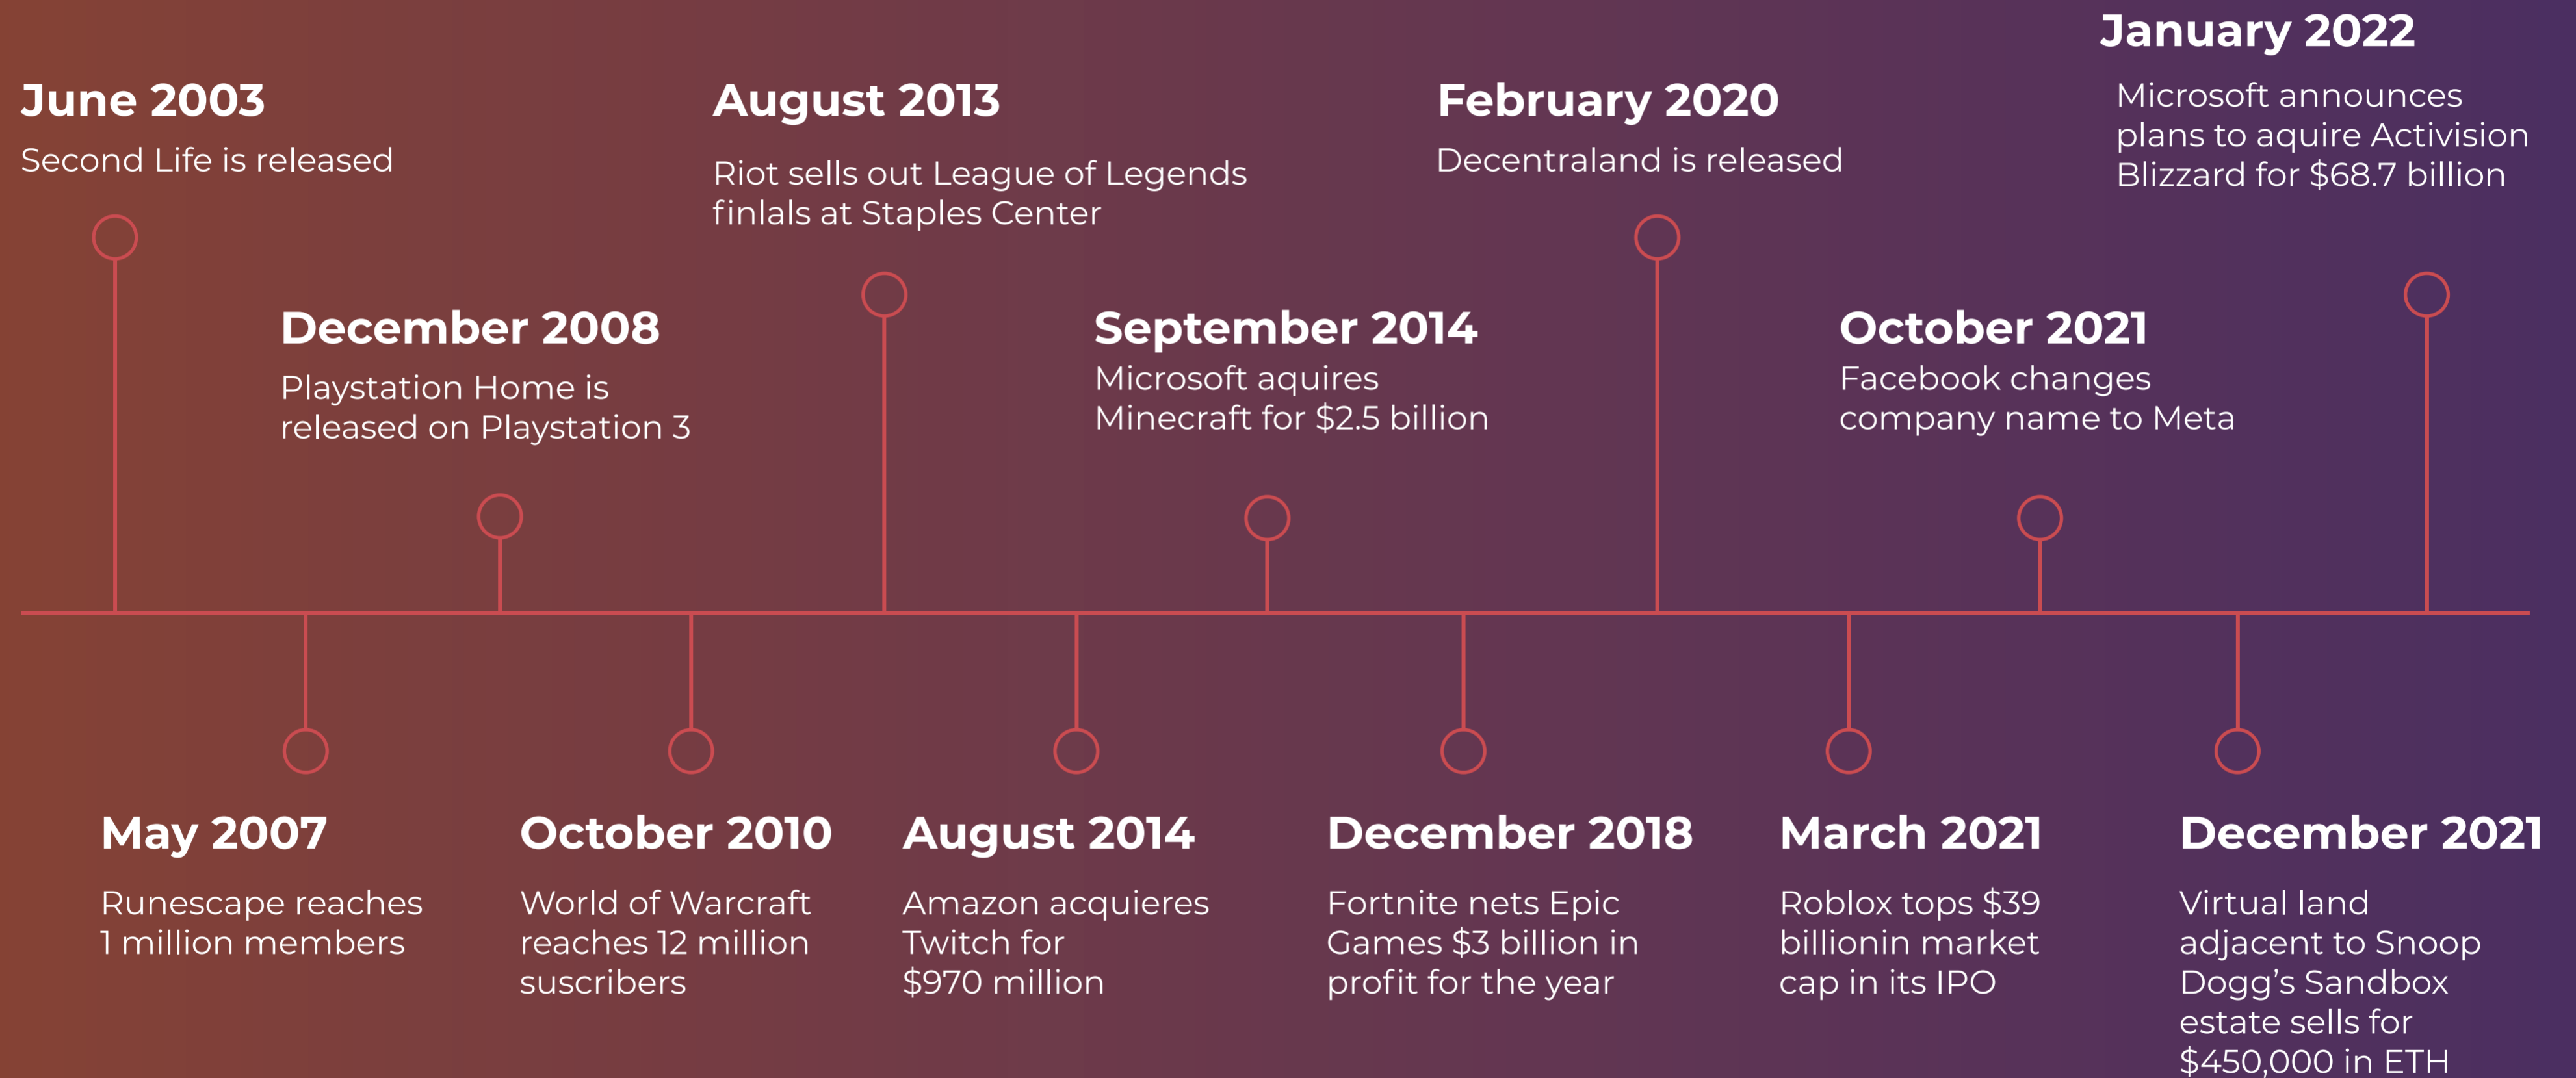 June 2003
Second Life is released
May 2007
Runescape reaches
1 million members
December 2008
Playstation Home is
released on Playstation 3
October 2010
World of Warcraft
reaches 12 million
suscribers
August 2013
Riot sells out League of Legends
finlals at Staples Center
August 2014
Amazon acquieres
Twitch for
$970 million
September 2014
Microsoft aquires
Minecraft for $2.5 billion
December 2018
Fortnite nets Epic
Games $3 billion in
profit for the year
February 2020
Decentraland is released
March 2021
Roblox tops $39
billionin market
cap in its IPO
October 2021
Facebook changes
company name to Meta
December 2021
Virtual land
adjacent to Snoop
Dogg’s Sandbox
estate sells for
$450,000 in ETH
January 2022
Microsoft announces
plans to aquire Activision
Blizzard for $68.7 billion